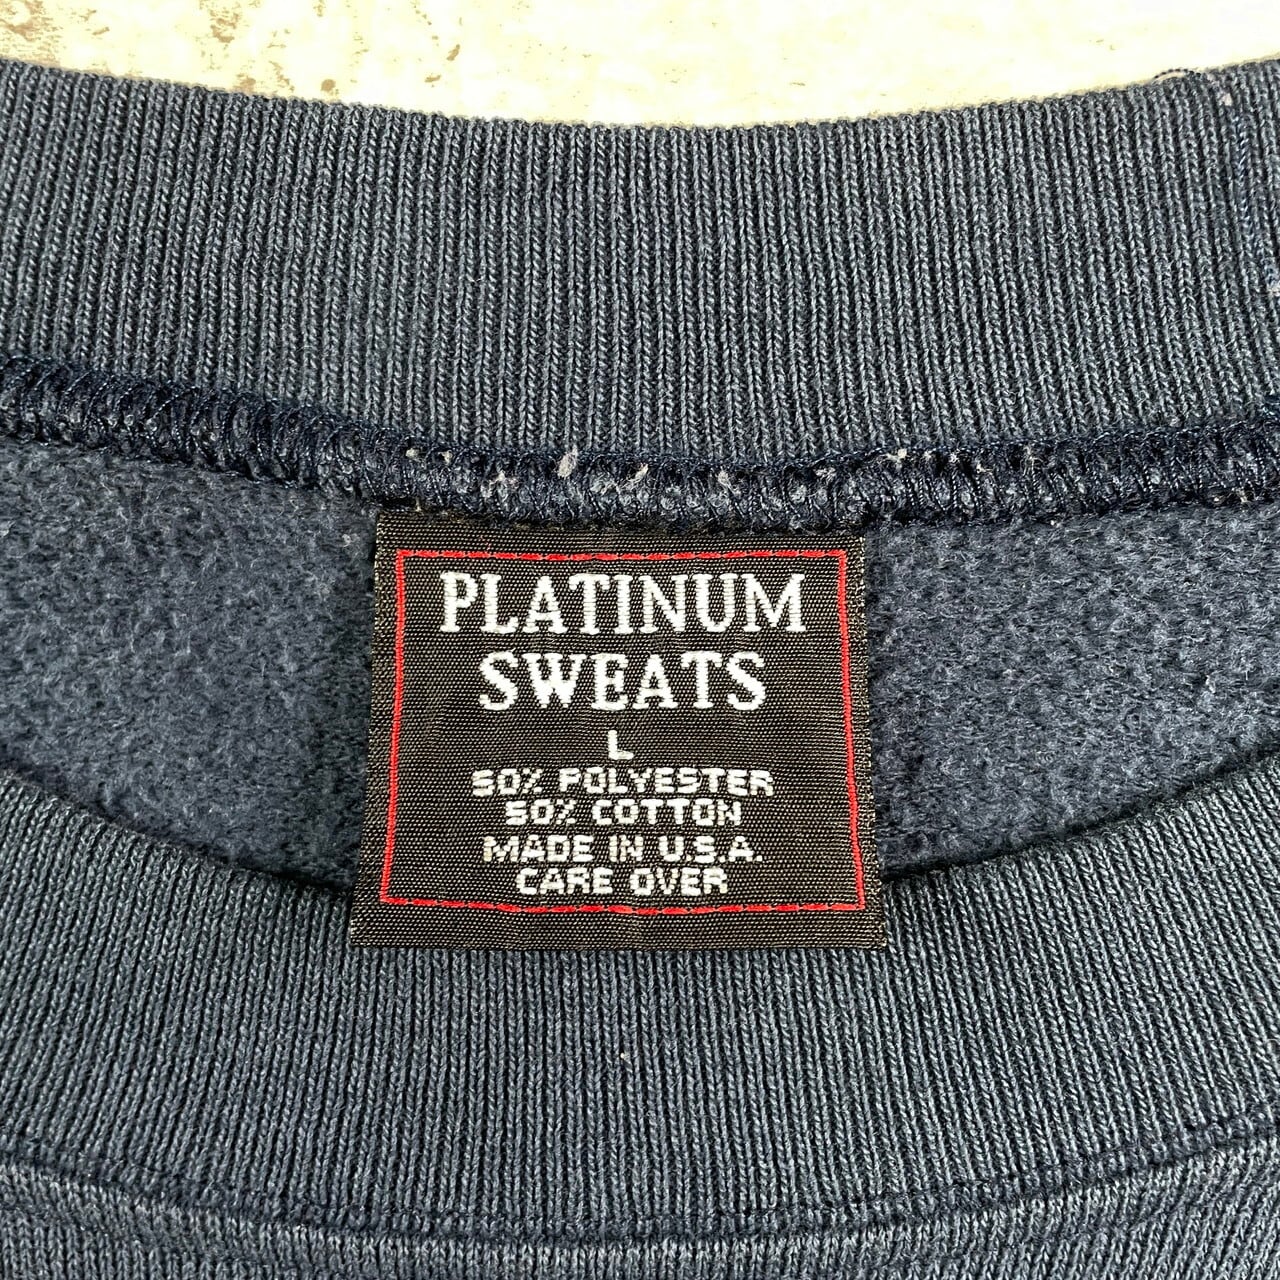 PLATINUM
SWEATS
L
50% POLYESTER
50% COTTON
MADE IN U.S.A.
CARE OVER